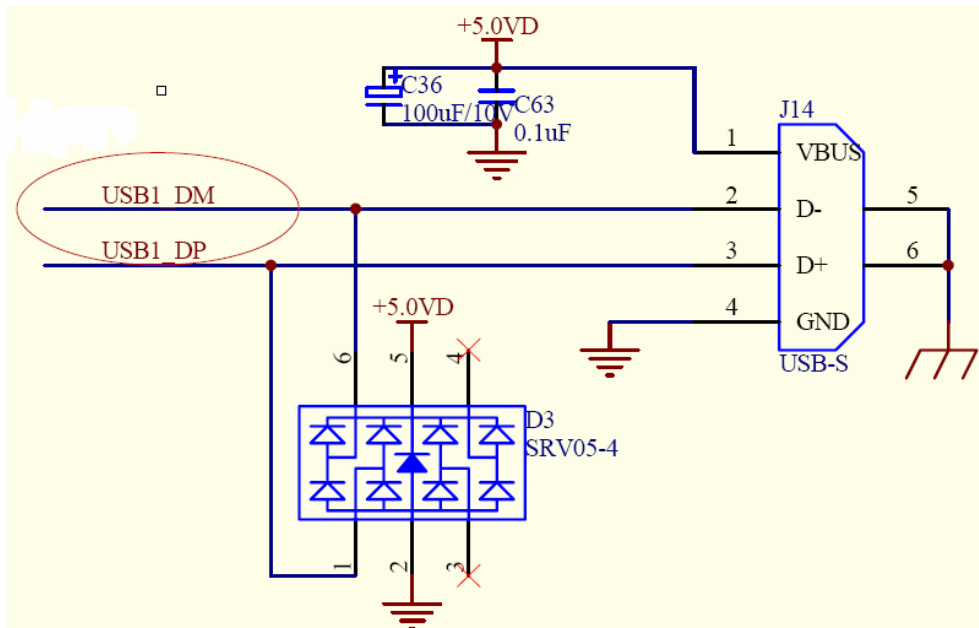 +5.0VD
C36
100uF/10V
C63
0.1uF
J14
1
VBUS
USB1_DM
2
D-
5
USB1_DP
3
D+
6
4
GND
USB-S
+5.0VD
6
5
4
D3
SRV05-4
1
2
3